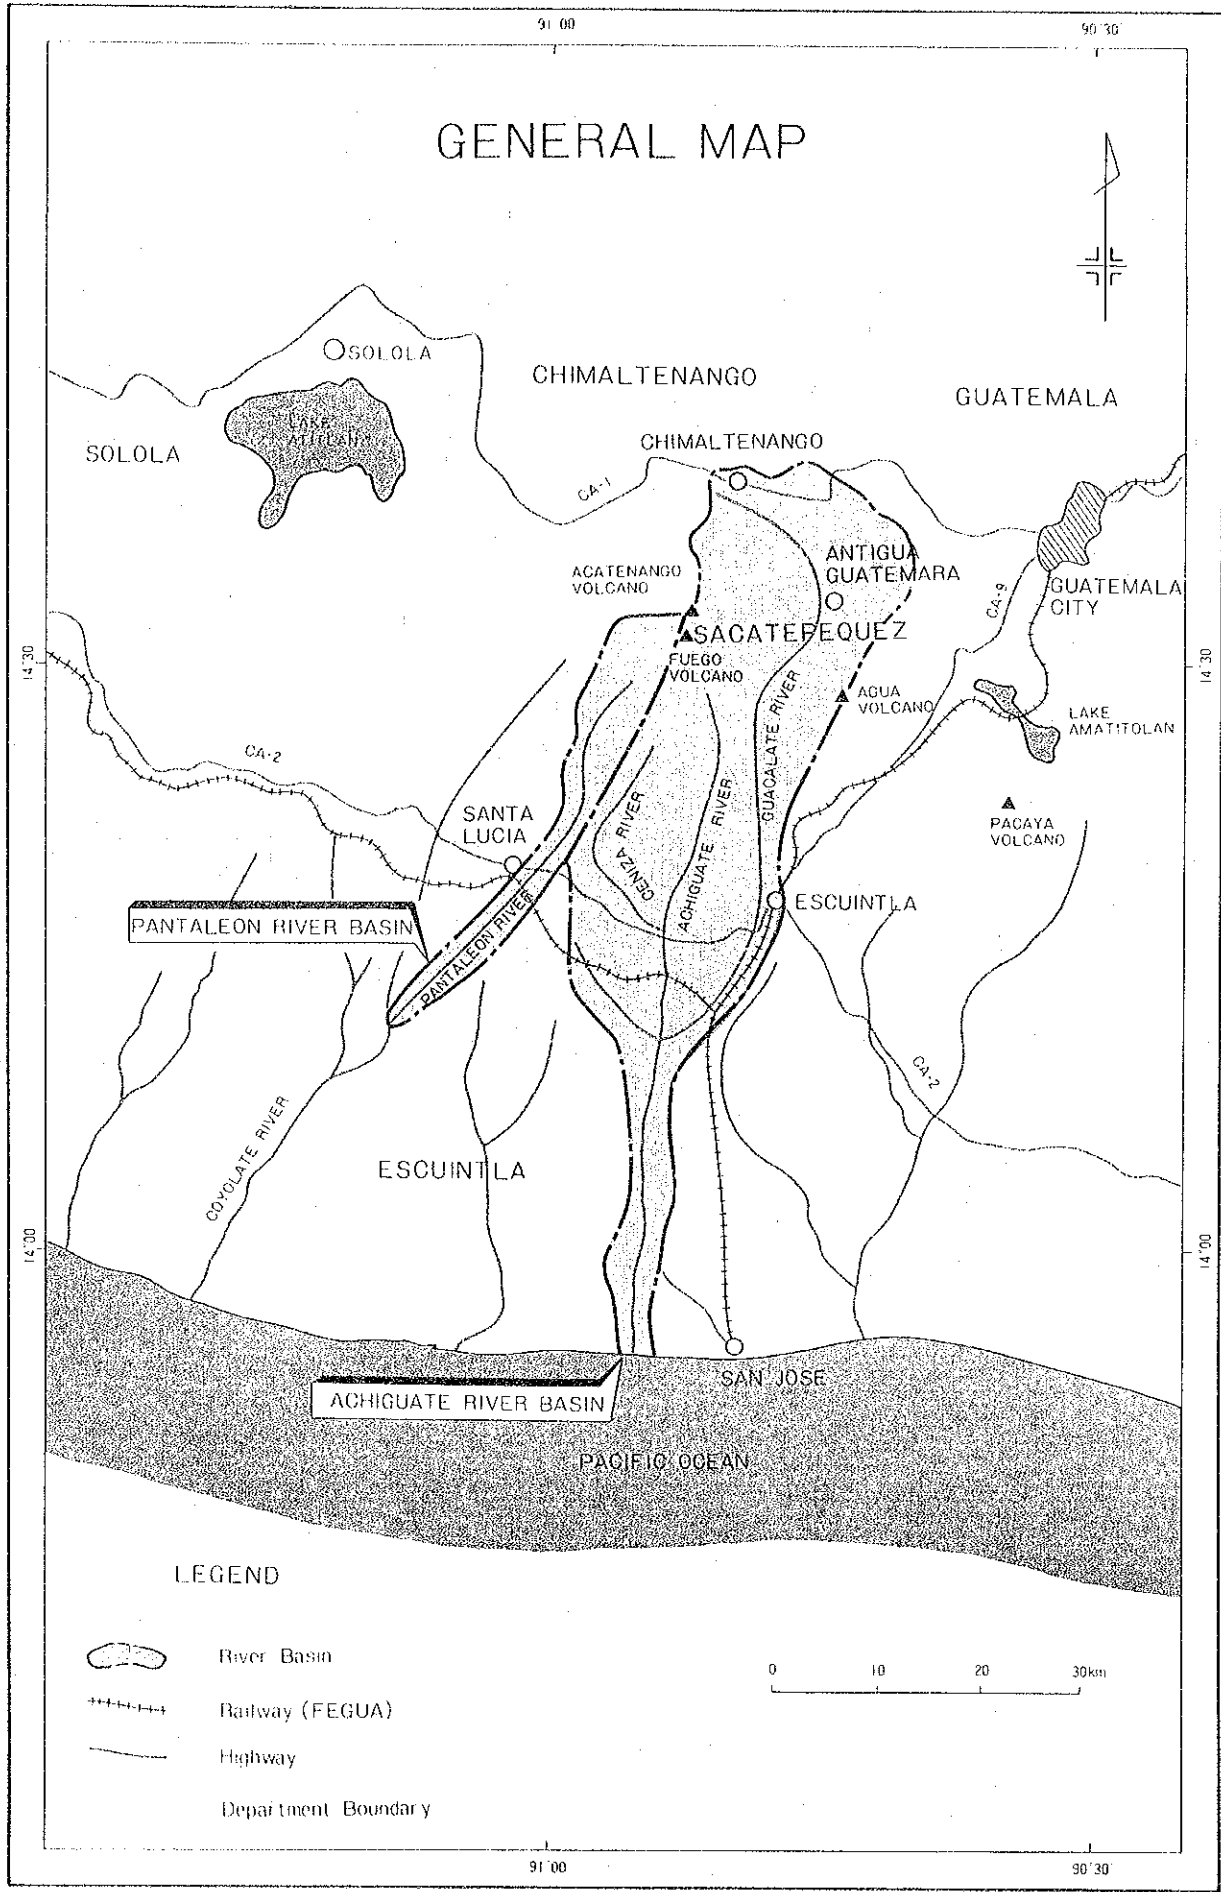 91°00'
90°30'
GENERAL MAP
SOLOLA
CHIMALTENANGO
GUATEMALA
LAKE
ATITLAN
SOLOLA
CHIMALTENANGO
CA-1
ANTIGUA
GUATEMARA
ACATENANGO
VOLCANO
CA-9
GUATEMALA
CITY
SACATEPEQUEZ
14°30'
14°30'
FUEGO
VOLCANO
AGUA
VOLCANO
LAKE
AMATITOLAN
GUACALATE RIVER
CA-2
SANTA
LUCIA
CENIZA RIVER
ACHIGUATE RIVER
PACAYA
VOLCANO
ESCUINTLA
PANTALEON RIVER BASIN
PANTALEON RIVER
CA-2
COYOLATE RIVER
ESCUINTLA
14°00'
14°00'
SAN JOSE
ACHIGUATE RIVER BASIN
PACIFIC OCEAN
LEGEND
River Basin
0 10 20 30km
Railway (FEGUA)
Highway
Department Boundary
91°00'
90°30'